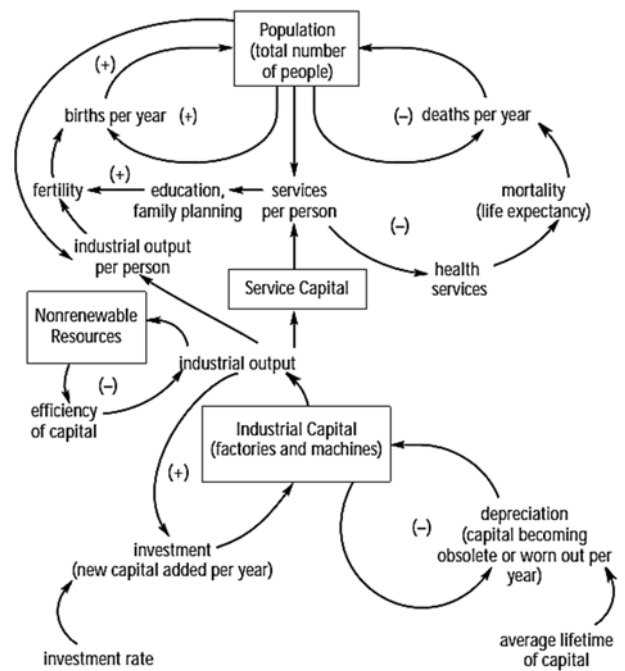 Population
(total number
of people)
(+)
births per year
(+)
(–)
deaths per year
fertility
(+)
education,
family planning
services
per person
mortality
(life expectancy)
(–)
industrial output
per person
health
services
Service Capital
Nonrenewable
Resources
industrial output
(–)
efficiency
of capital
Industrial Capital
(factories and machines)
(+)
(–)
depreciation
(capital becoming
obsolete or worn out per
year)
investment
(new capital added per year)
investment rate
average lifetime
of capital